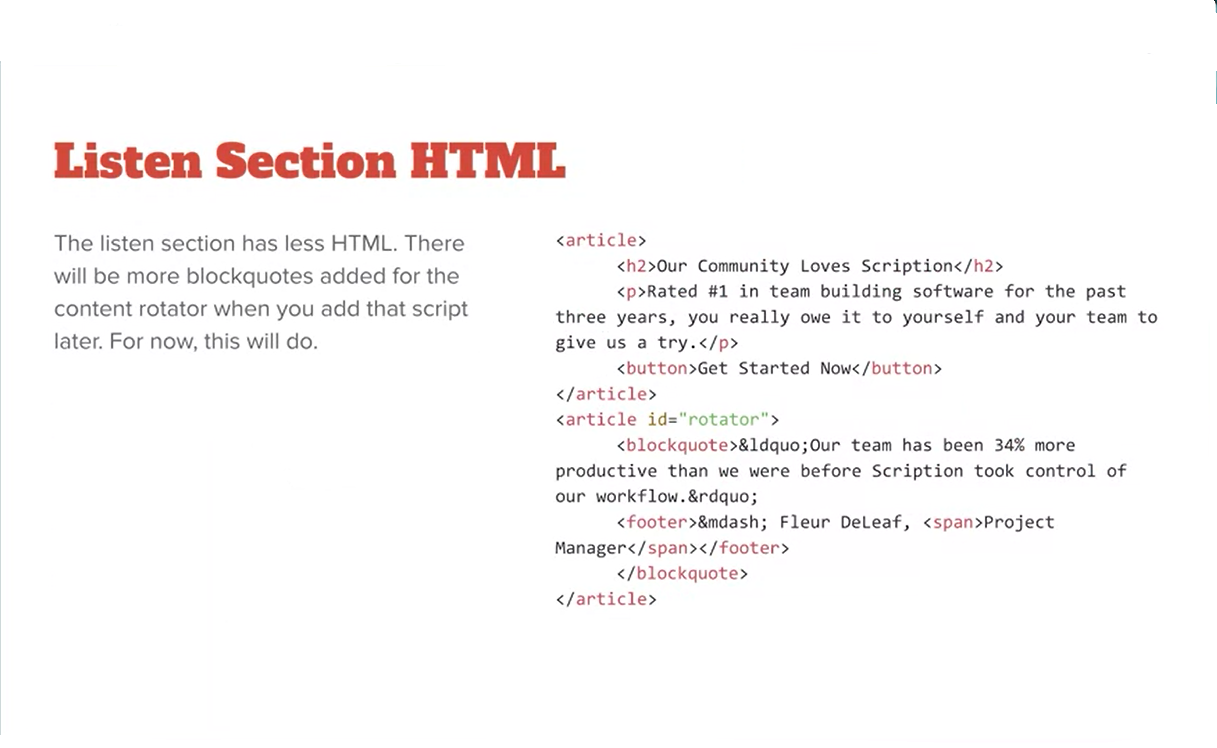 Listen Section HTML
The listen section has less HTML. There
will be more blockquotes added for the
content rotator when you add that script
later. For now, this will do.
<article>
<h2>Our Community Loves Scription</h2>
<p>Rated #1 in team building software for the past
three years, you really owe it to yourself and your team to
give us a try.</p>
<button>Get Started Now</button>
</article>
<article id="rotator">
<blockquote>&ldquo;Our team has been 34% more
productive than we were before Scription took control of
our workflow.&rdquo;
<footer>&mdash; Fleur DeLeaf, <span>Project
Manager</span></footer>
</blockquote>
</article>